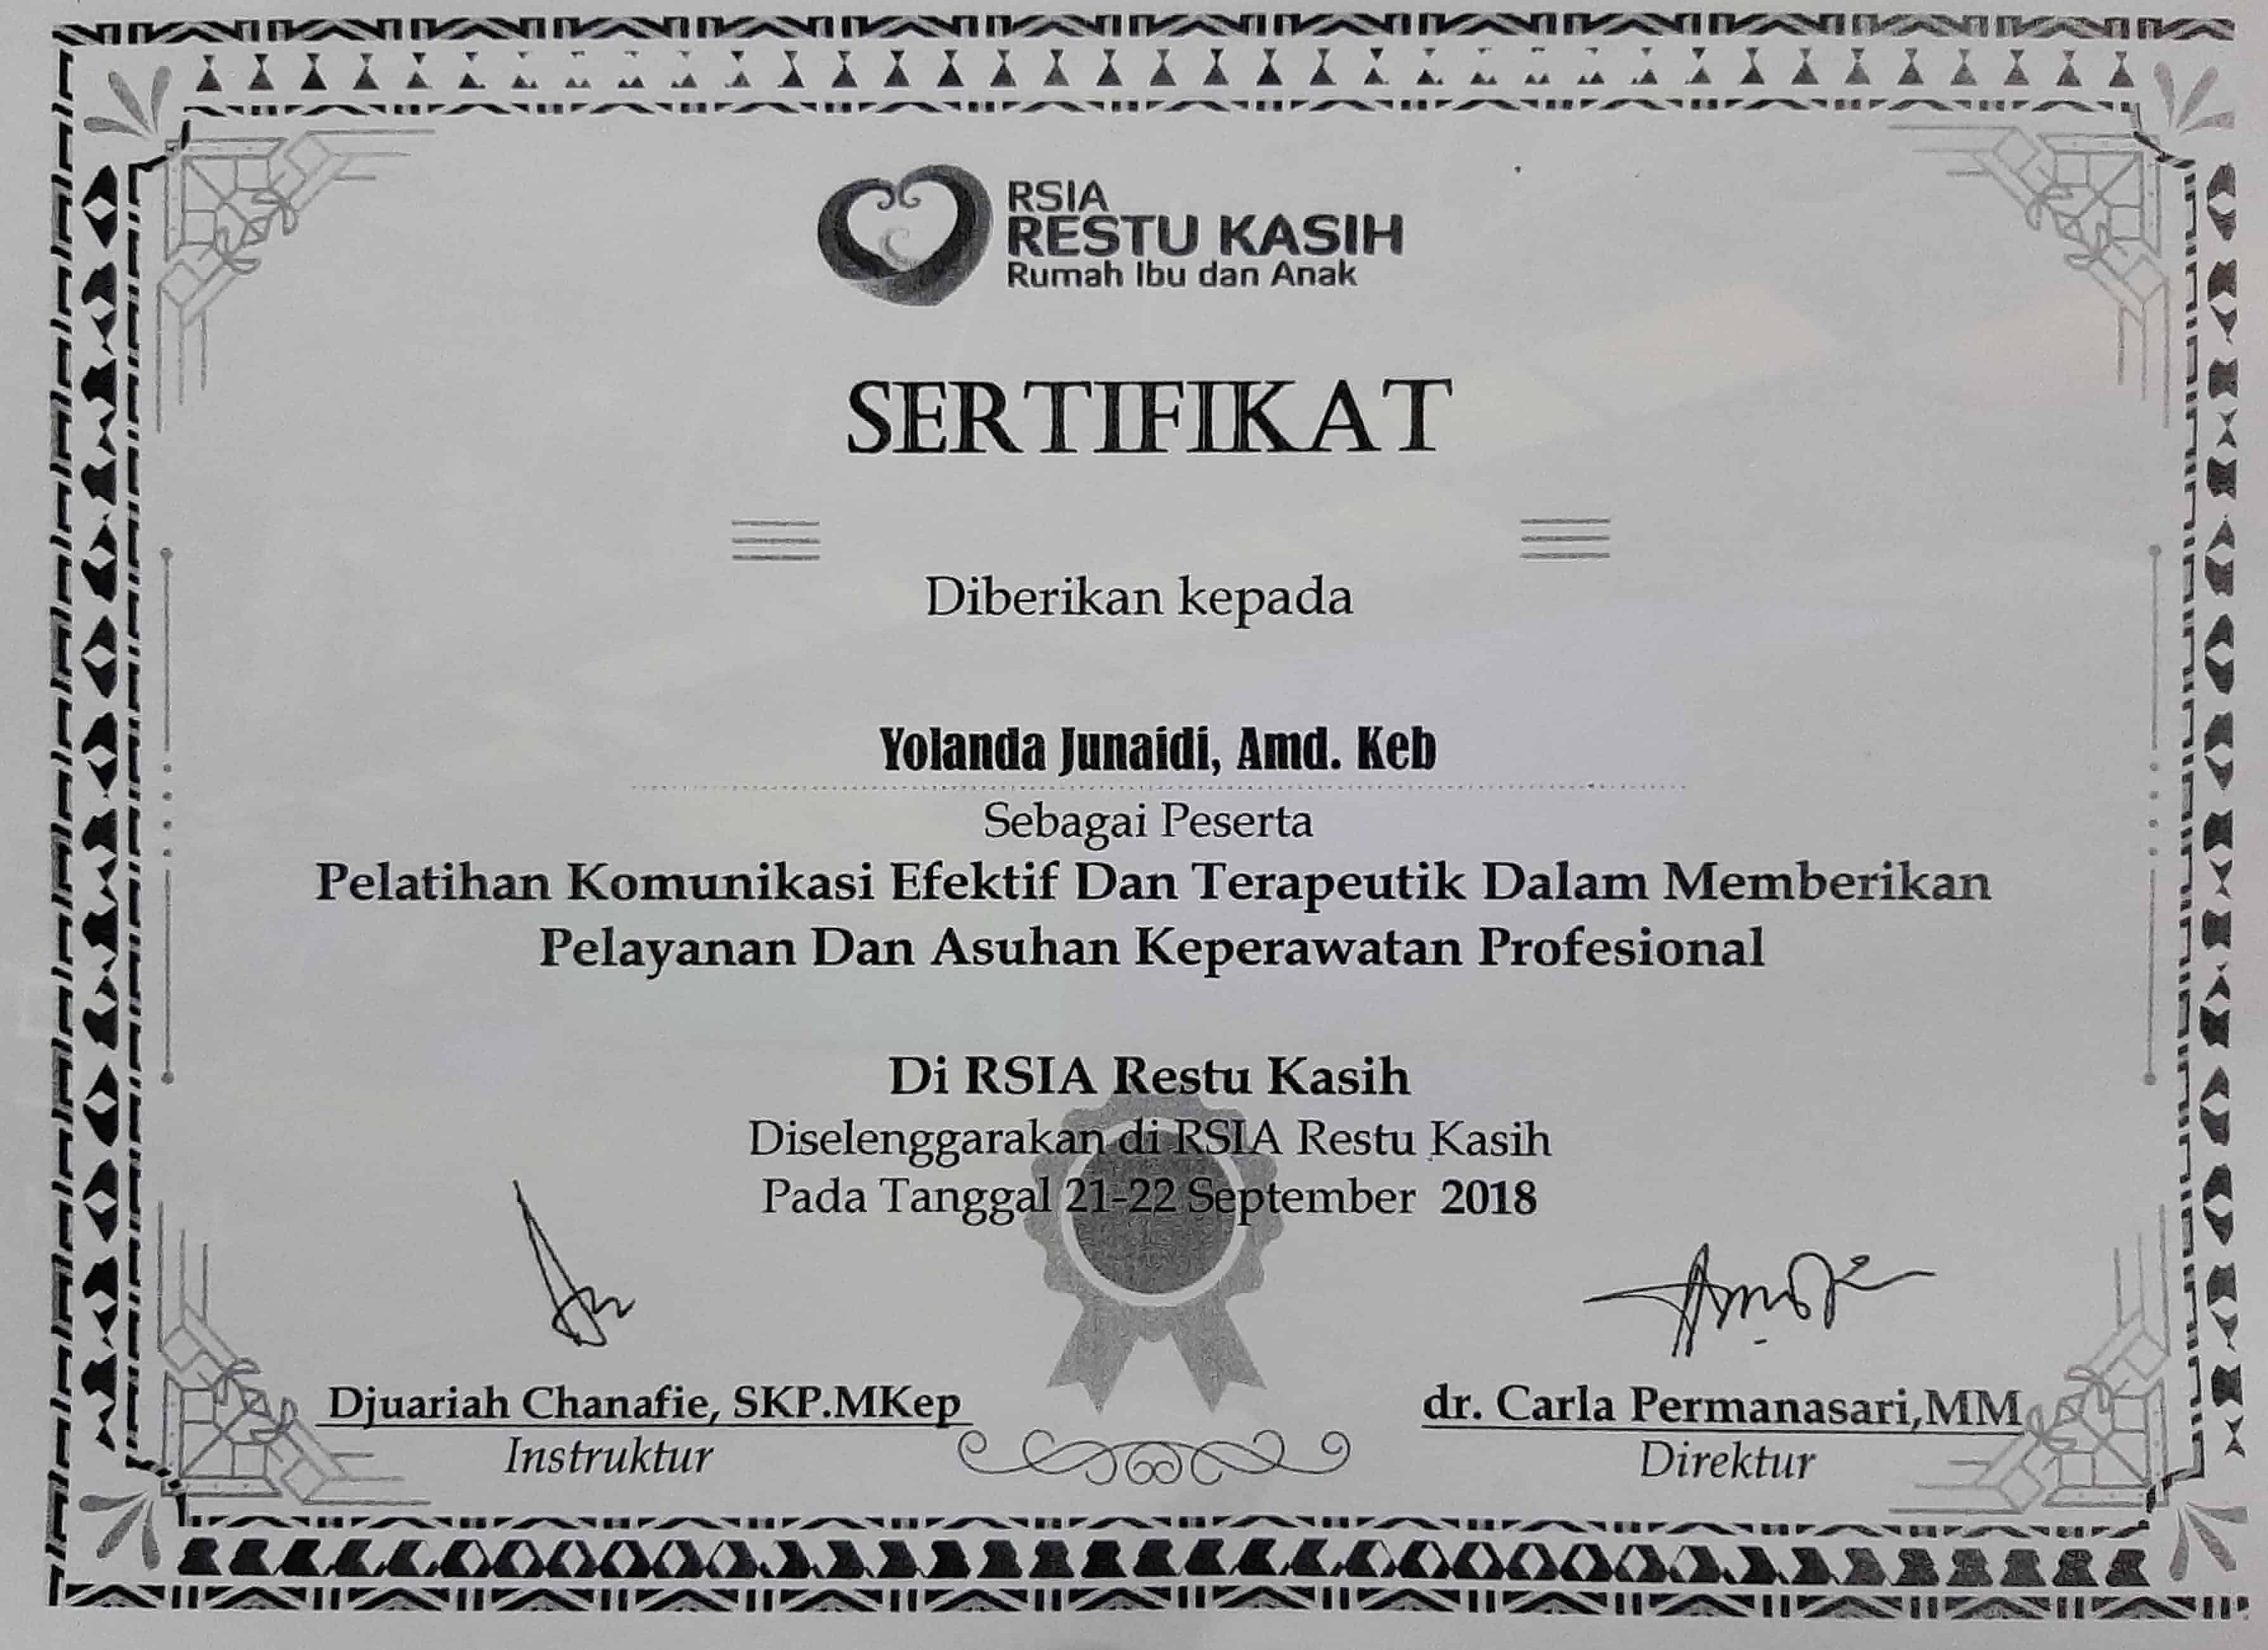 RSIA
RESTU KASIH
Rumah Ibu dan Anak
SERTIFIKAT
Diberikan kepada
Yolanda Junaidi, Amd. Keb
Sebagai Peserta
Pelatihan Komunikasi Efektif Dan Terapeutik Dalam Memberikan
Pelayanan Dan Asuhan Keperawatan Profesional
Di RSIA Restu Kasih
Diselenggarakan di RSIA Restu Kasih
Pada Tanggal 21-22 September 2018
Djuariah Chanafie, SKP.MKep
Instruktur
dr. Carla Permanasari,MM
Direktur